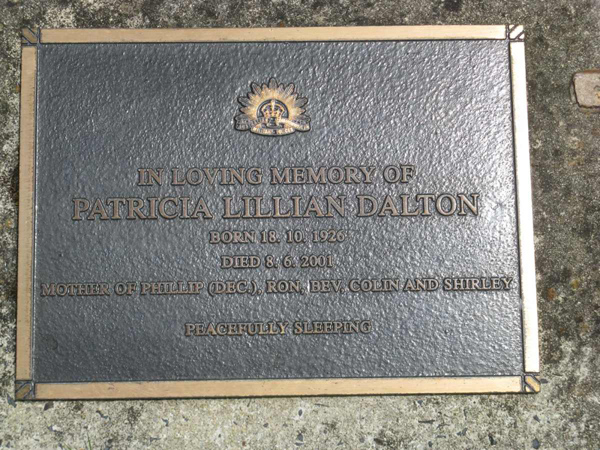 IN LOVING MEMORY OF
PATRICIA LILLIAN DALTON
BORN 18. 10. 1926
DIED 8. 6. 2001
MOTHER OF PHILLIP (DEC.), RON, BEV, COLIN AND SHIRLEY
PEACEFULLY SLEEPING